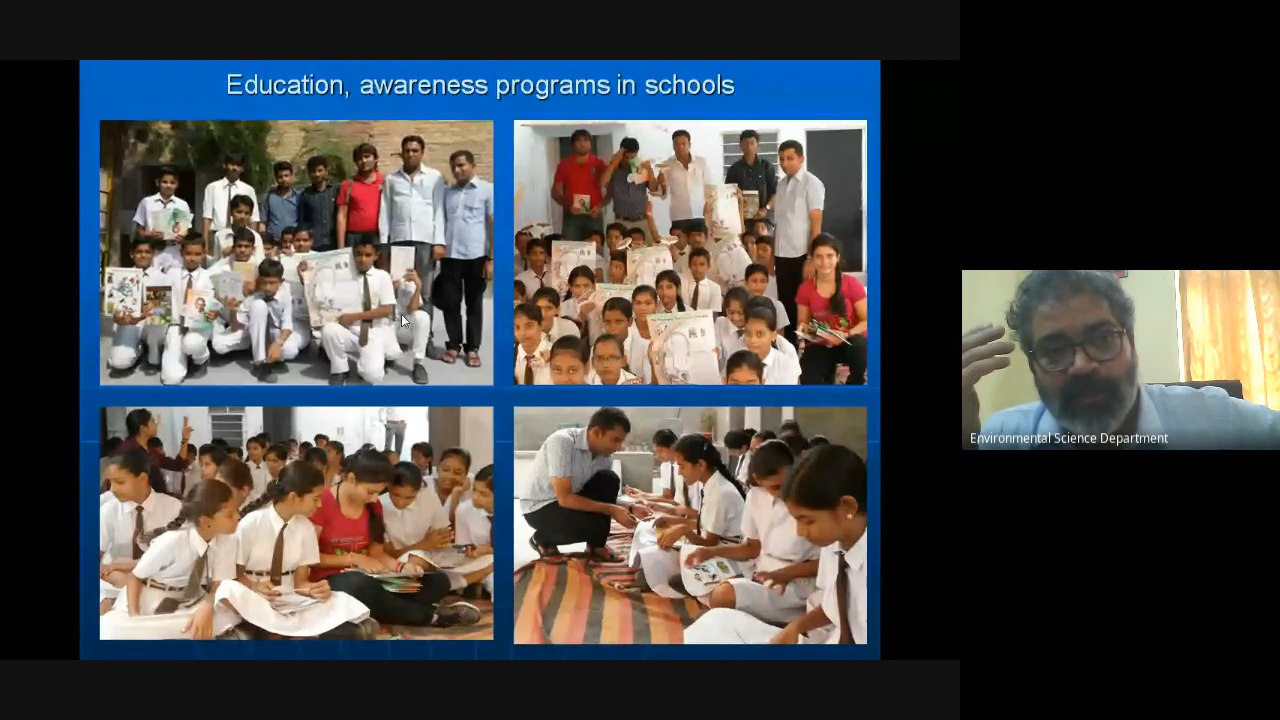 Education, awareness programs in schools
Environmental Science Department